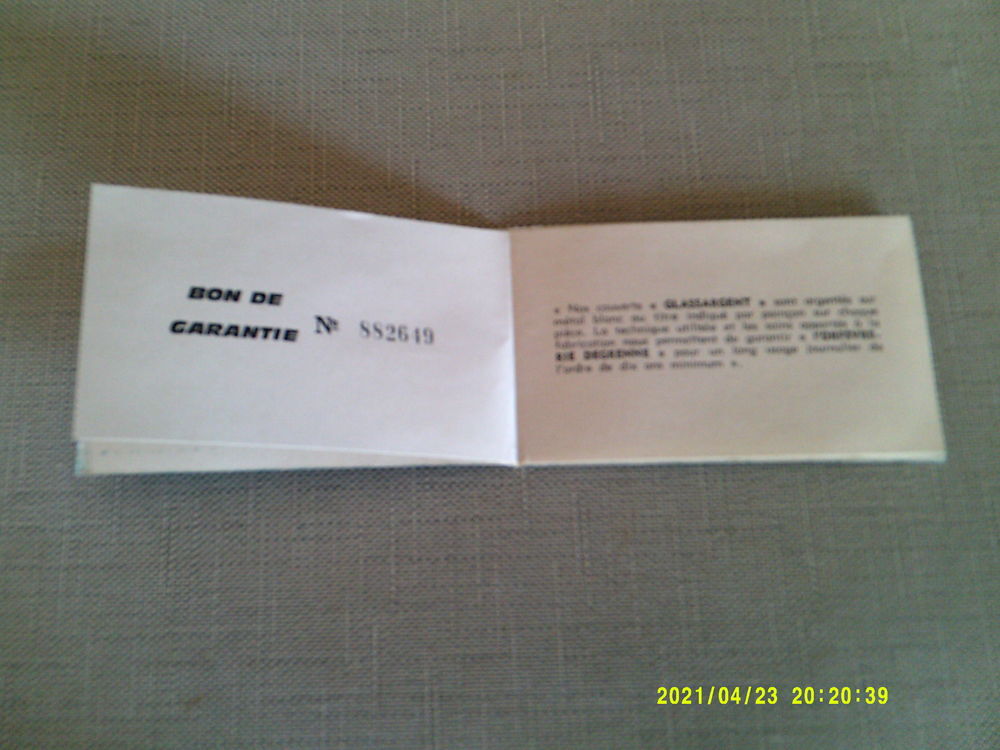 BON DE
GARANTIE
Nº 882649
« Nos couverts « GLASSARGENT » sont argentés sur
métal blanc au titre indiqué par poinçon sur chaque
pièce. La technique utilisée et les soins apportés à la
fabrication nous permettent de garantir « l'ORFEVRE-
RIE DEGRENNE » pour un long usage journalier de
l'ordre de dix ans minimum ».
2021/04/23 20:20:39